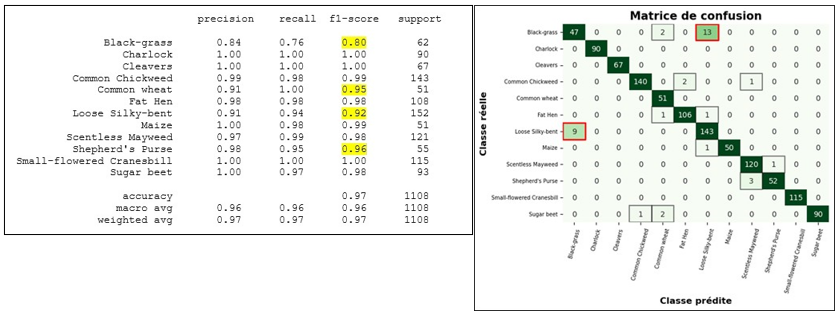 precision recall f1-score support
Black-grass 0.84 0.76 0.80 62
Charlock 1.00 1.00 1.00 90
Cleavers 1.00 1.00 1.00 67
Common Chickweed 0.99 0.98 0.99 143
Common wheat 0.91 1.00 0.95 51
Fat Hen 0.98 0.98 0.98 108
Loose Silky-bent 0.91 0.94 0.92 152
Maize 1.00 0.98 0.99 51
Scentless Mayweed 0.97 0.99 0.98 121
Shepherd's Purse 0.98 0.95 0.96 55
Small-flowered Cranesbill 1.00 1.00 1.00 115
Sugar beet 1.00 0.97 0.98 93
accuracy 0.97 1108
macro avg 0.96 0.96 0.96 1108
weighted avg 0.97 0.97 0.97 1108
Matrice de confusion
Classe réelle
Black-grass 47 0 0 0 2 0 13 0 0 0 0 0
Charlock 0 90 0 0 0 0 0 0 0 0 0 0
Cleavers 0 0 67 0 0 0 0 0 0 0 0 0
Common Chickweed 0 0 0 140 0 2 0 0 1 0 0 0
Common wheat 0 0 0 0 51 0 0 0 0 0 0 0
Fat Hen 0 0 0 0 1 106 1 0 0 0 0 0
Loose Silky-bent 9 0 0 0 0 0 143 0 0 0 0 0
Maize 0 0 0 0 0 0 1 50 0 0 0 0
Scentless Mayweed 0 0 0 0 0 0 0 0 120 1 0 0
Shepherd's Purse 0 0 0 0 0 0 0 0 3 52 0 0
Small-flowered Cranesbill 0 0 0 0 0 0 0 0 0 0 115 0
Sugar beet 0 0 0 1 2 0 0 0 0 0 0 90
Black-grass
Charlock
Cleavers
Common Chickweed
Common wheat
Fat Hen
Loose Silky-bent
Maize
Scentless Mayweed
Shepherd's Purse
Small-flowered Cranesbill
Sugar beet
Classe prédite